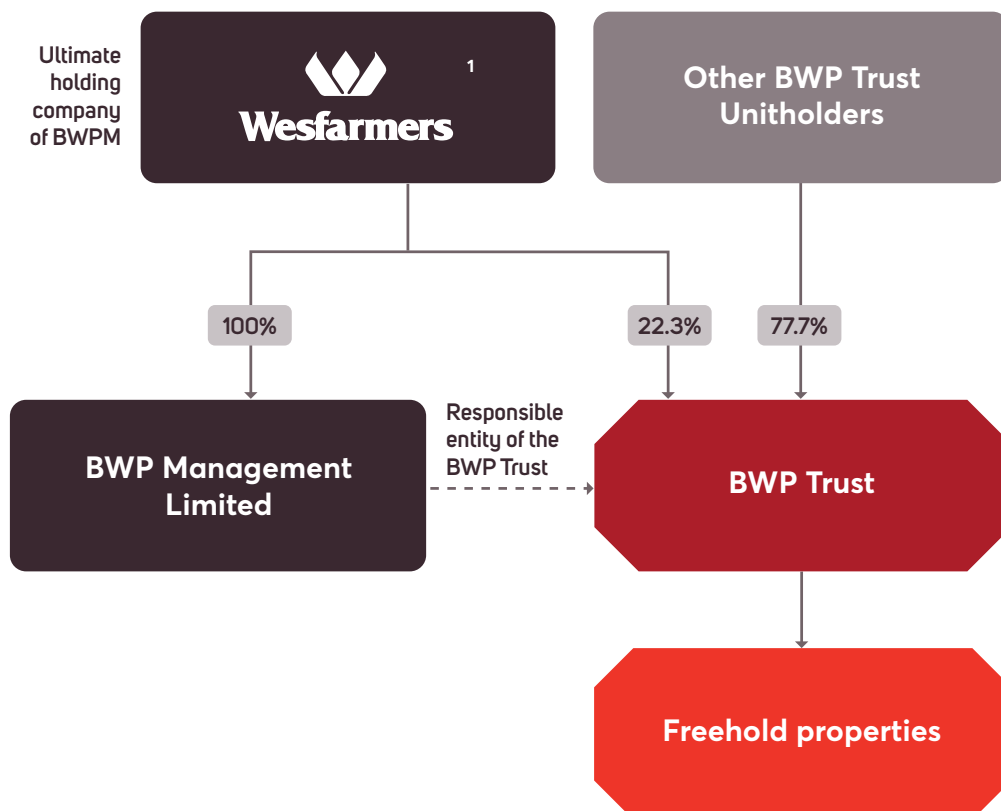 Ultimate
holding
company
of BWPM
Wesfarmers
1
Other BWP Trust
Unitholders
100%
22.3%
77.7%
BWP Management
Limited
Responsible
entity of the
BWP Trust
BWP Trust
Freehold properties